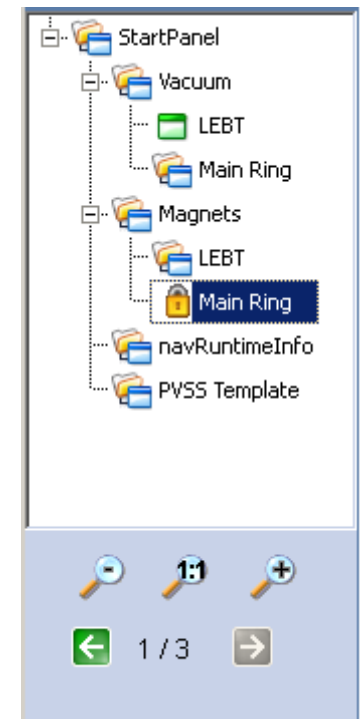 StartPanel
Vacuum
LEBT
Main Ring
Magnets
LEBT
Main Ring
navRuntimeInfo
PVSS Template
1:1
1 / 3